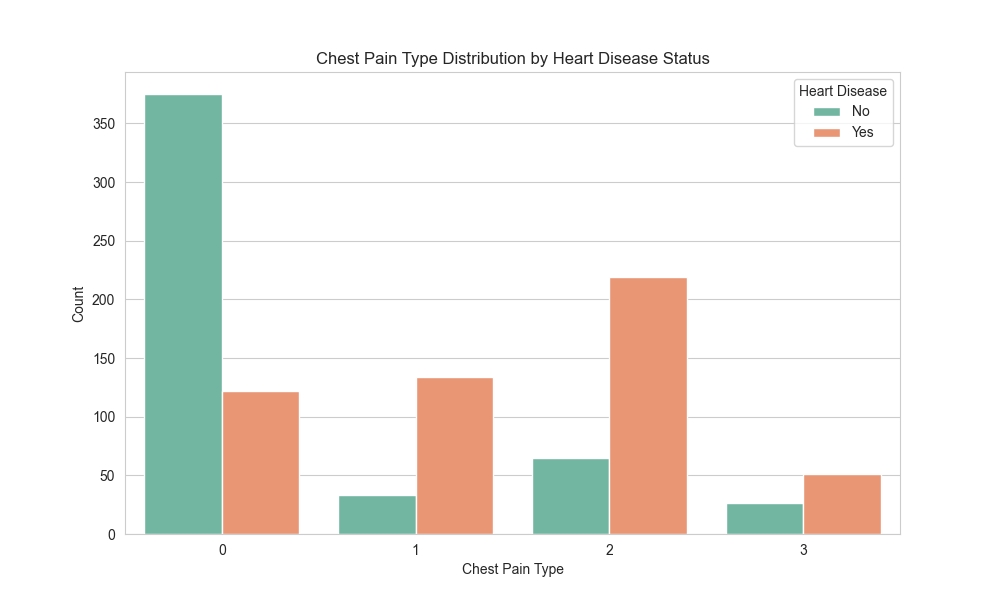 Chest Pain Type Distribution by Heart Disease Status
Heart Disease
No
Yes
350
300
250
200
150
100
50
0
Count
0 1 2 3
Chest Pain Type